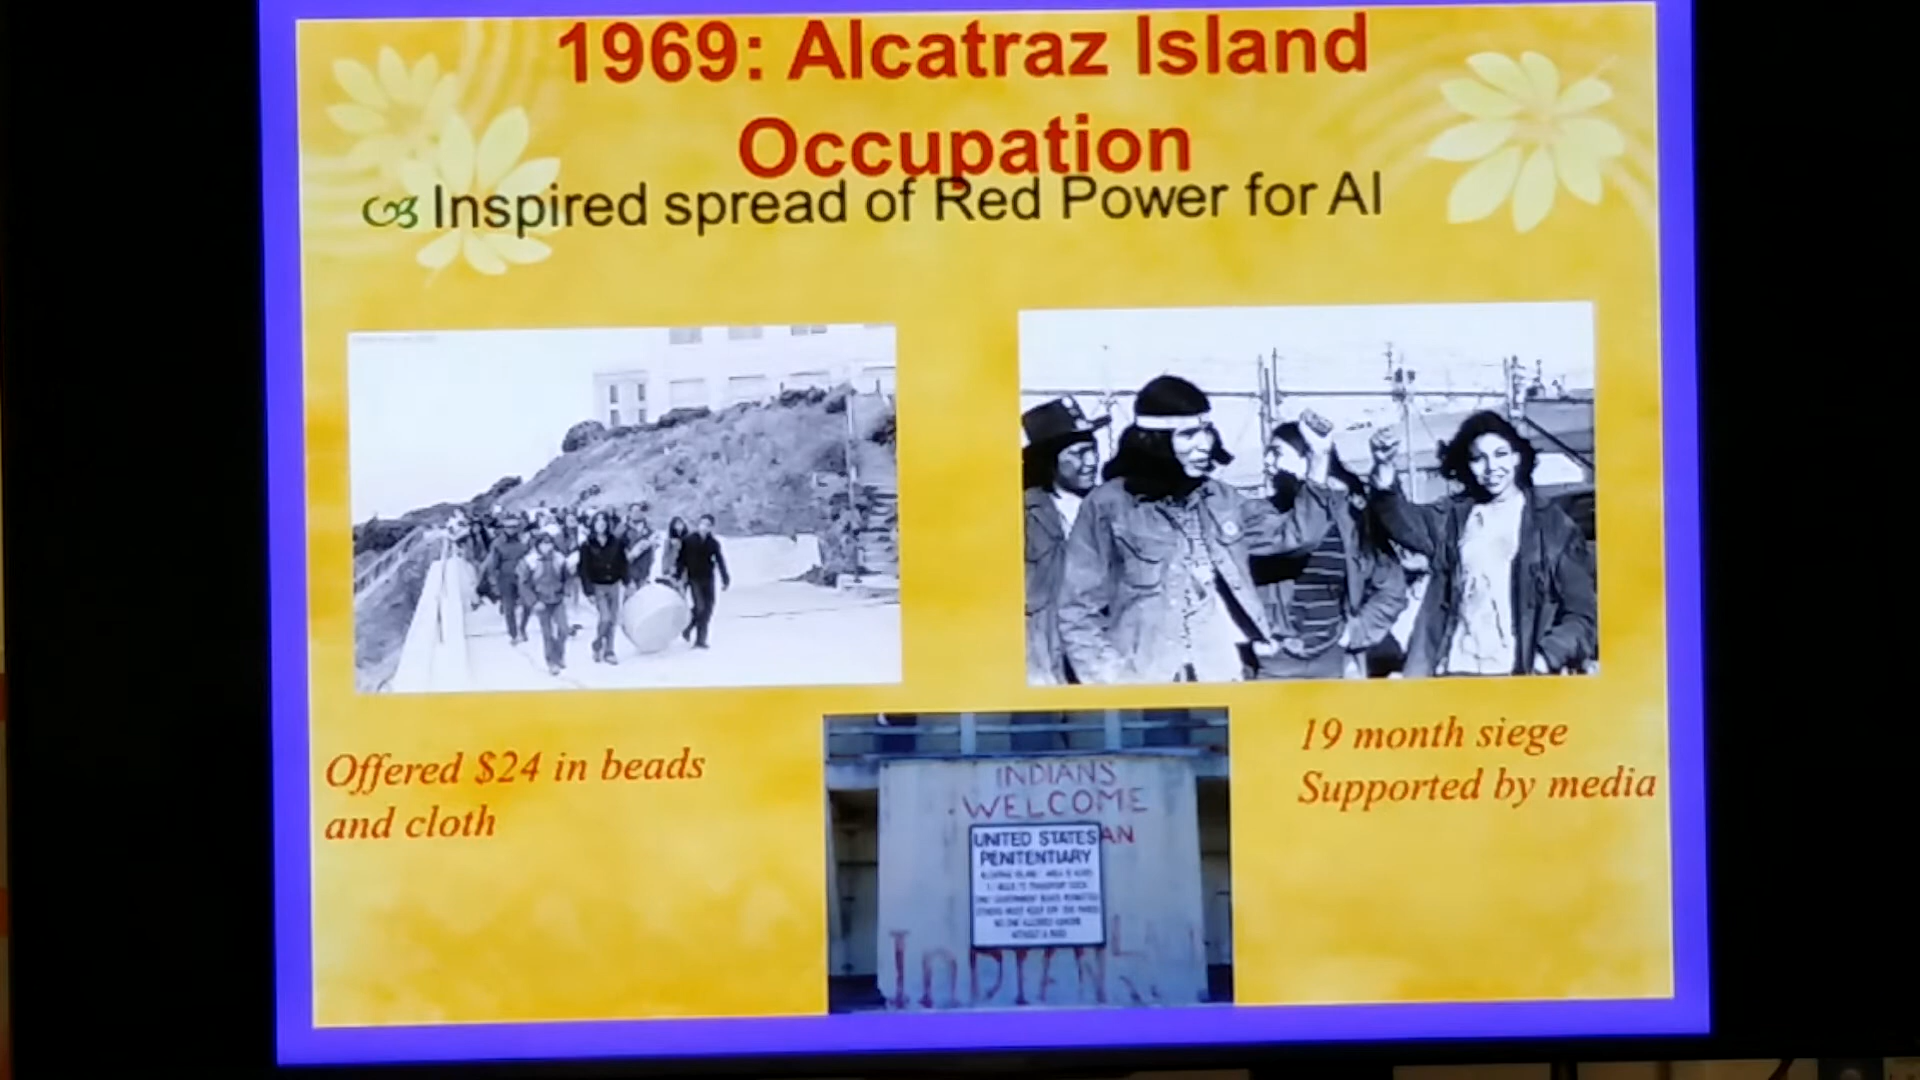 1969: Alcatraz Island
Occupation
Inspired spread of Red Power for AI
Offered $24 in beads
and cloth
19 month siege
Supported by media
INDIANS
WELCOME
AN
UNITED STATES
PENITENTIARY
INDIAN